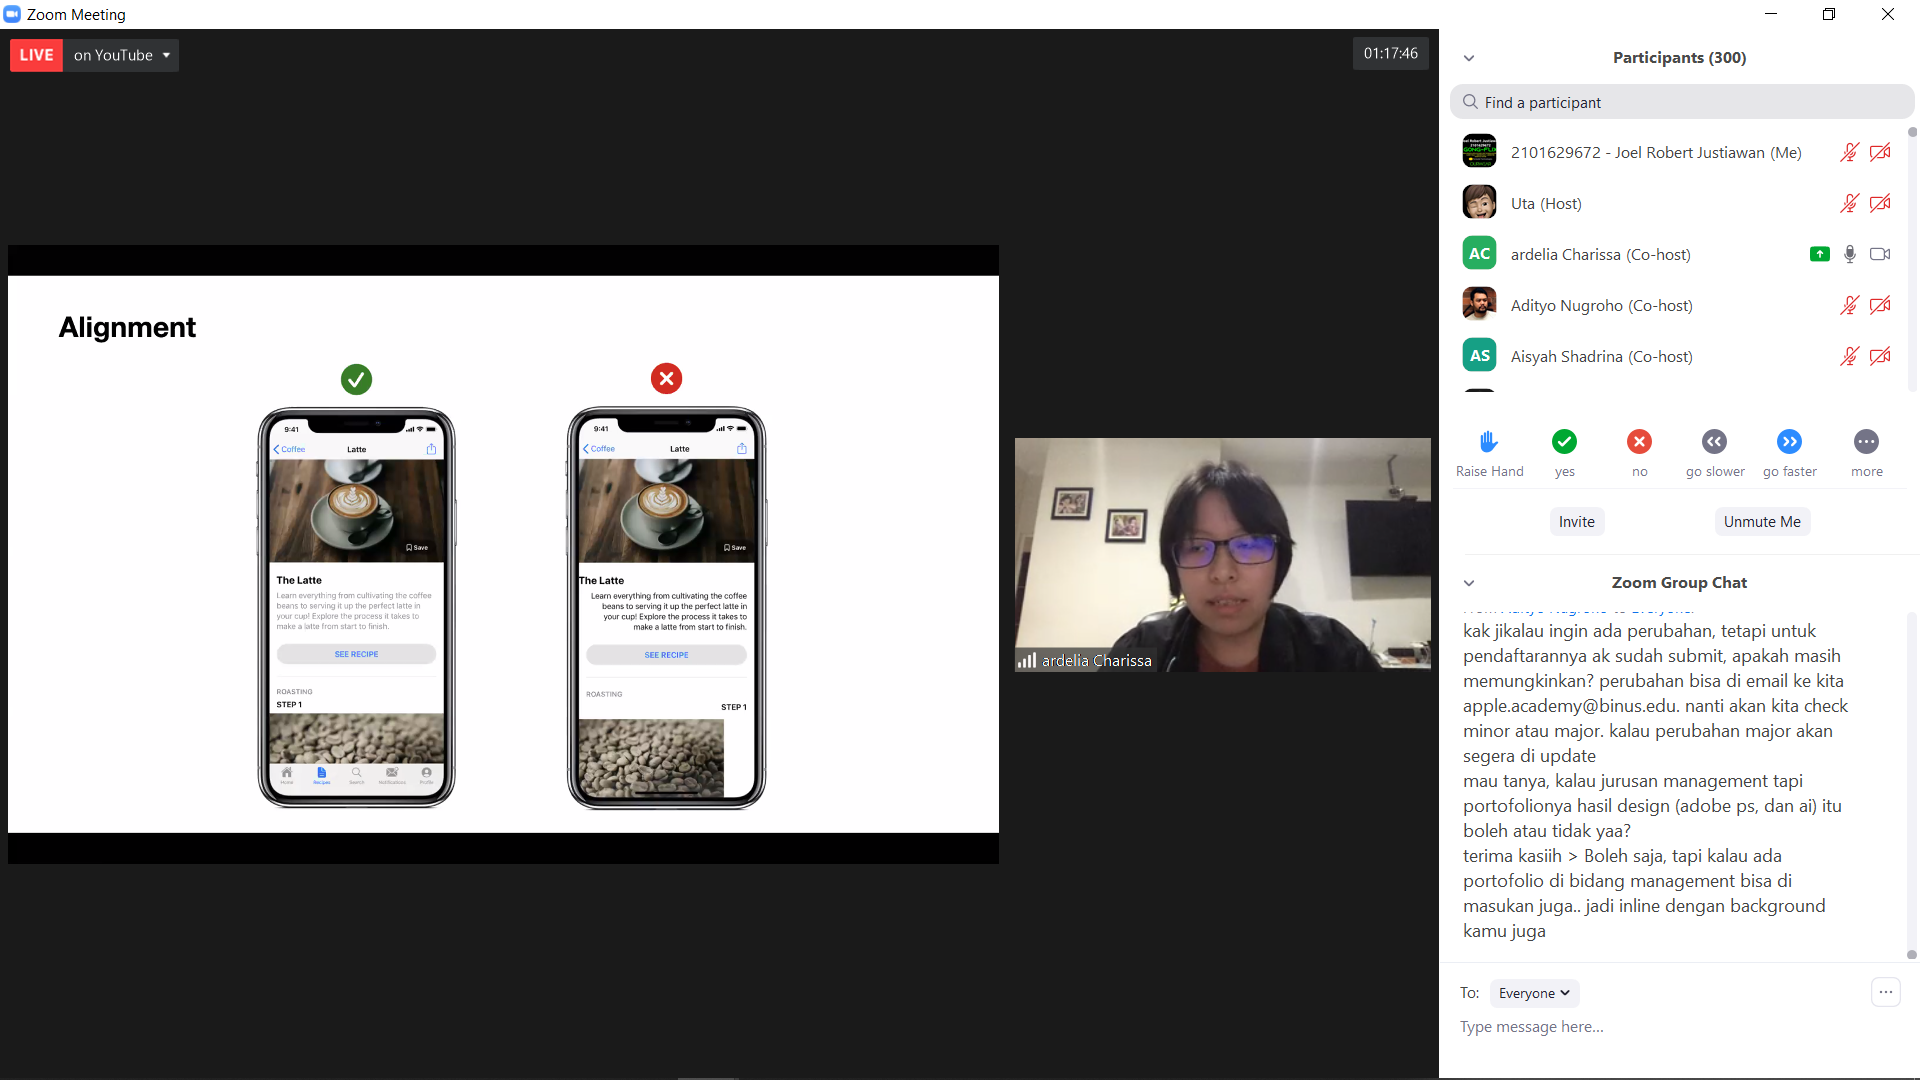 Zoom Meeting
LIVE on YouTube
01:17:46
Alignment
9:41
Coffee Latte
Save
The Latte
Learn everything from cultivating the coffee
beans to serving it up the perfect latte in
your cup! Explore the process it takes to
make a latte from start to finish.
SEE RECIPE
ROASTING
STEP 1
Home Recipes Search Notifications Profile
9:41
Coffee Latte
Save
The Latte
Learn everything from cultivating the coffee
beans to serving it up the perfect latte in
your cup! Explore the process it takes to
make a latte from start to finish.
SEE RECIPE
ROASTING
STEP 1
ardelia Charissa
Participants (300)
Find a participant
2101629672 - Joel Robert Justiawan (Me)
Uta (Host)
AC ardelia Charissa (Co-host)
Adityo Nugroho (Co-host)
AS Aisyah Shadrina (Co-host)
Raise Hand yes no go slower go faster more
Invite Unmute Me
Zoom Group Chat
kak jikalau ingin ada perubahan, tetapi untuk
pendaftarannya ak sudah submit, apakah masih
memungkinkan? perubahan bisa di email ke kita
apple.academy@binus.edu. nanti akan kita check
minor atau major. kalau perubahan major akan
segera di update
mau tanya, kalau jurusan management tapi
portofolionya hasil design (adobe ps, dan ai) itu
boleh atau tidak yaa?
terima kasiih > Boleh saja, tapi kalau ada
portofolio di bidang management bisa di
masukan juga.. jadi inline dengan background
kamu juga
To: Everyone
Type message here...